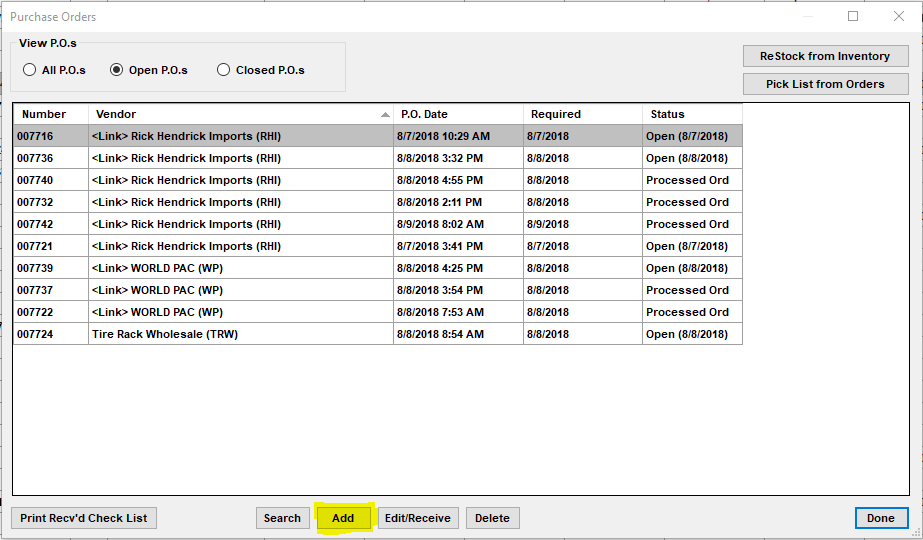 Purchase Orders
View P.O.s
All P.O.s Open P.O.s Closed P.O.s
ReStock from Inventory
Pick List from Orders
Number Vendor P.O. Date Required Status
007716 <Link> Rick Hendrick Imports (RHI) 8/7/2018 10:29 AM 8/7/2018 Open (8/7/2018)
007736 <Link> Rick Hendrick Imports (RHI) 8/8/2018 3:32 PM 8/8/2018 Open (8/8/2018)
007740 <Link> Rick Hendrick Imports (RHI) 8/8/2018 4:55 PM 8/8/2018 Processed Ord
007732 <Link> Rick Hendrick Imports (RHI) 8/8/2018 2:11 PM 8/8/2018 Processed Ord
007742 <Link> Rick Hendrick Imports (RHI) 8/9/2018 8:02 AM 8/9/2018 Processed Ord
007721 <Link> Rick Hendrick Imports (RHI) 8/7/2018 3:41 PM 8/7/2018 Open (8/7/2018)
007739 <Link> WORLD PAC (WP) 8/8/2018 4:25 PM 8/8/2018 Open (8/8/2018)
007737 <Link> WORLD PAC (WP) 8/8/2018 3:54 PM 8/8/2018 Processed Ord
007722 <Link> WORLD PAC (WP) 8/8/2018 7:53 AM 8/8/2018 Processed Ord
007724 Tire Rack Wholesale (TRW) 8/8/2018 8:54 AM 8/8/2018 Open (8/8/2018)
Print Recv'd Check List Search Add Edit/Receive Delete Done